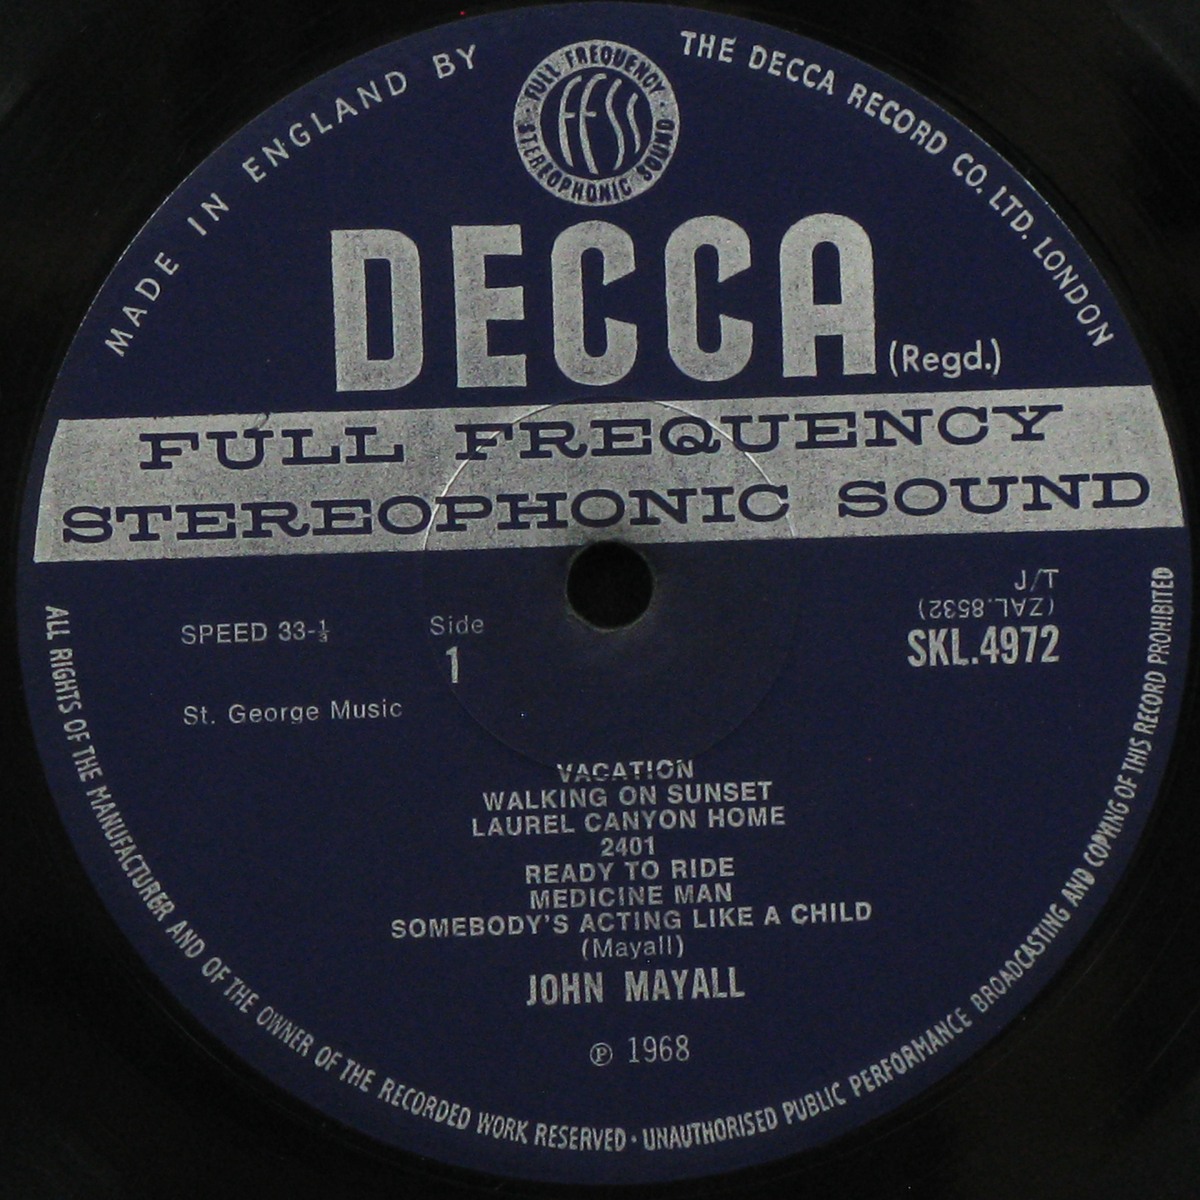 MADE IN ENGLAND BY
THE DECCA RECORD CO. LTD. LONDON
FULL FREQUENCY
STEREOPHONIC SOUND
FFSS
DECCA
(Regd.)
FULL FREQUENCY
STEREOPHONIC SOUND
J/T
(ZAL.8532)
SKL.4972
SPEED 33-⅓
Side
1
St. George Music
VACATION
WALKING ON SUNSET
LAUREL CANYON HOME
2401
READY TO RIDE
MEDICINE MAN
SOMEBODY'S ACTING LIKE A CHILD
(Mayall)
JOHN MAYALL
℗ 1968
ALL RIGHTS OF THE MANUFACTURER AND OF THE OWNER OF THE RECORDED WORK RESERVED · UNAUTHORISED PUBLIC PERFORMANCE BROADCASTING AND COPYING OF THIS RECORD PROHIBITED